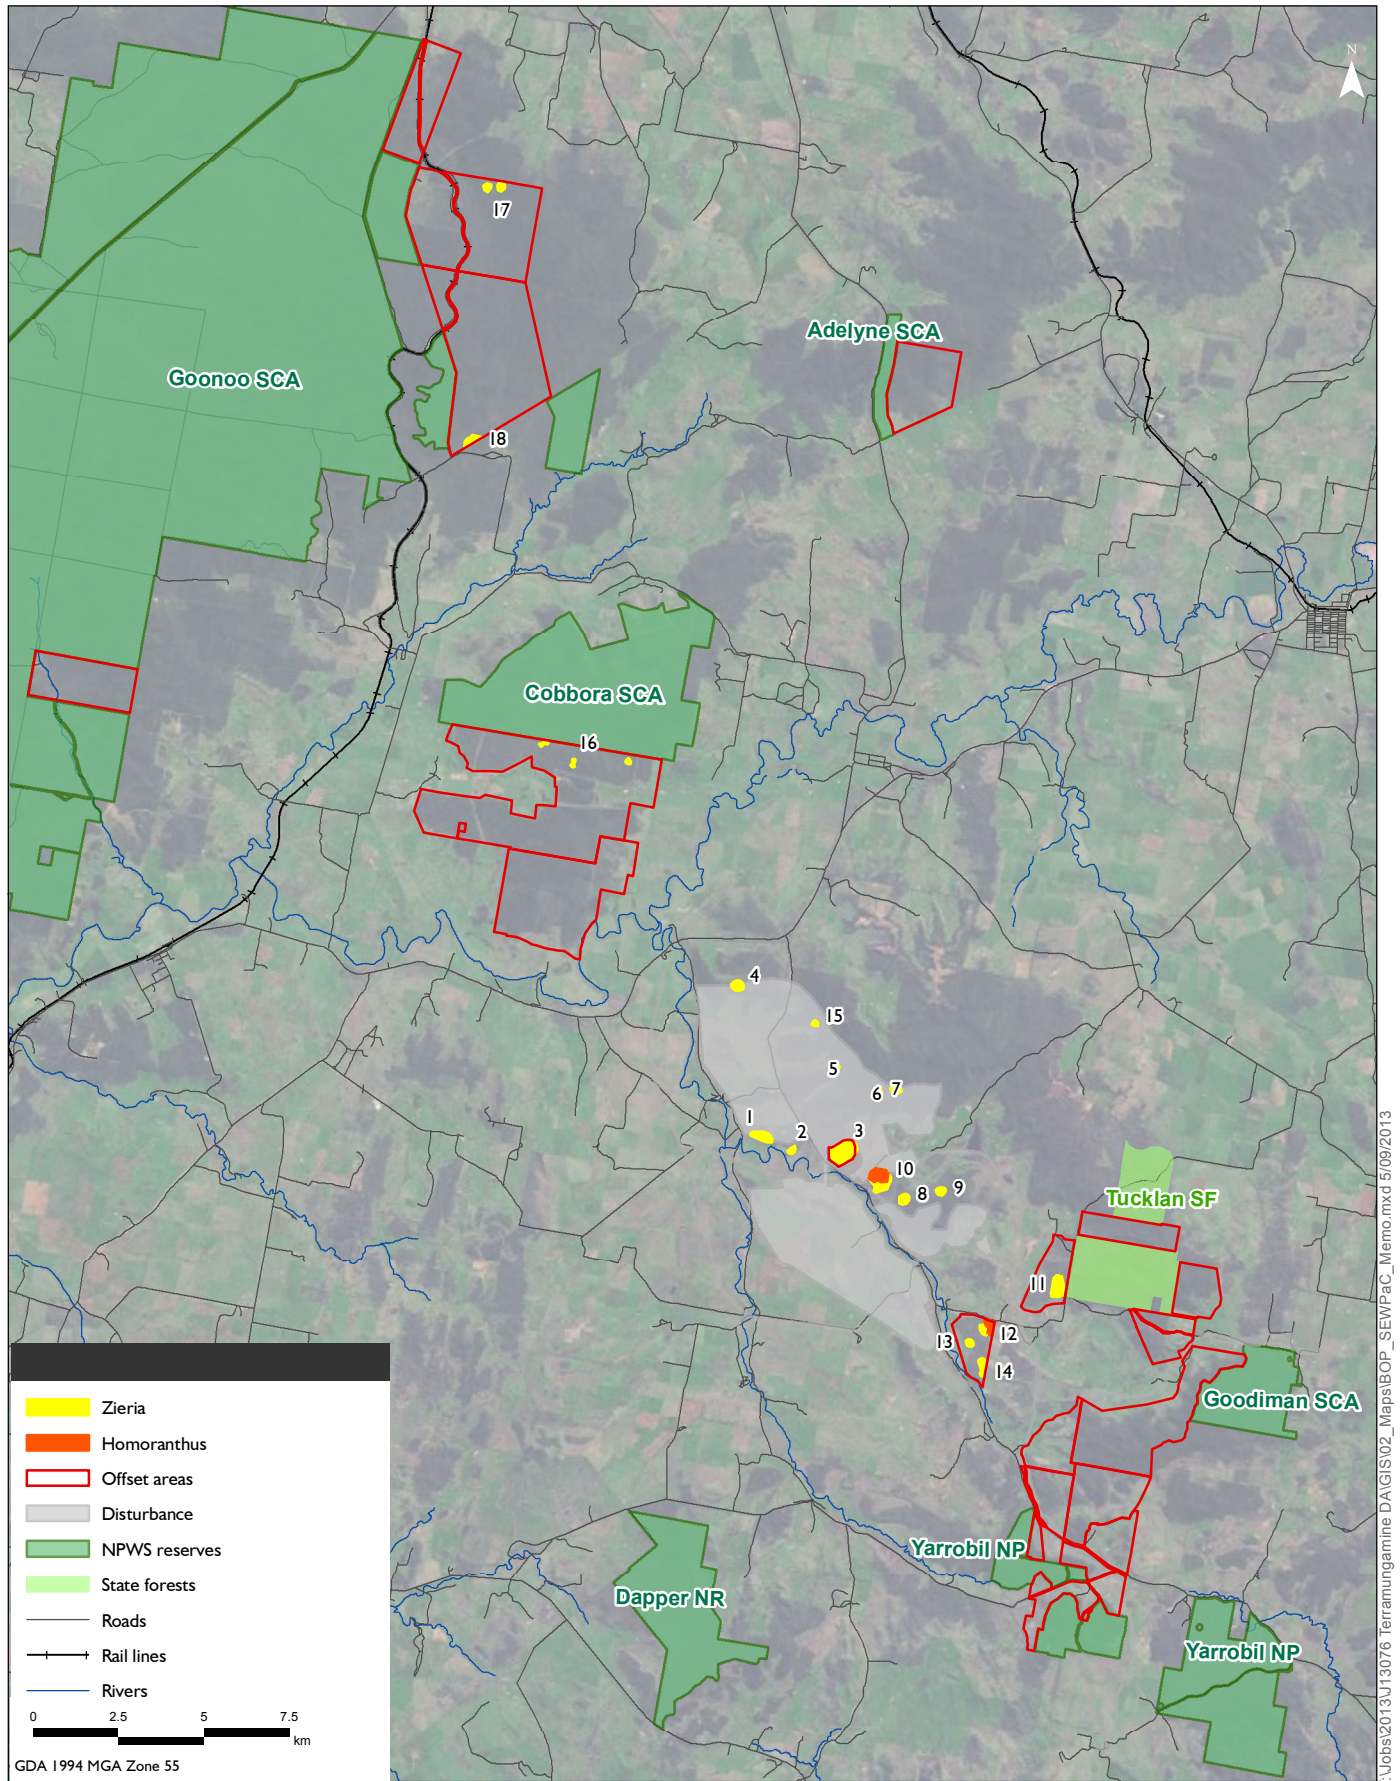 N
17
Adelyne SCA
Goonoo SCA
18
Cobbora SCA
16
4
15
5
6
7
1
2
3
10
8
9
Tucklan SF
11
13
12
14
Goodiman SCA
Yarrobil NP
Dapper NR
Yarrobil NP
Zieria
Homoranthus
Offset areas
Disturbance
NPWS reserves
State forests
Roads
Rail lines
Rivers
0 2.5 5 7.5
km
GDA 1994 MGA Zone 55
:\Jobs\2013\J13076 Terramungamine DA\GIS\02_Maps\BOP_SEWPaC_Memo.mxd 5/09/2013